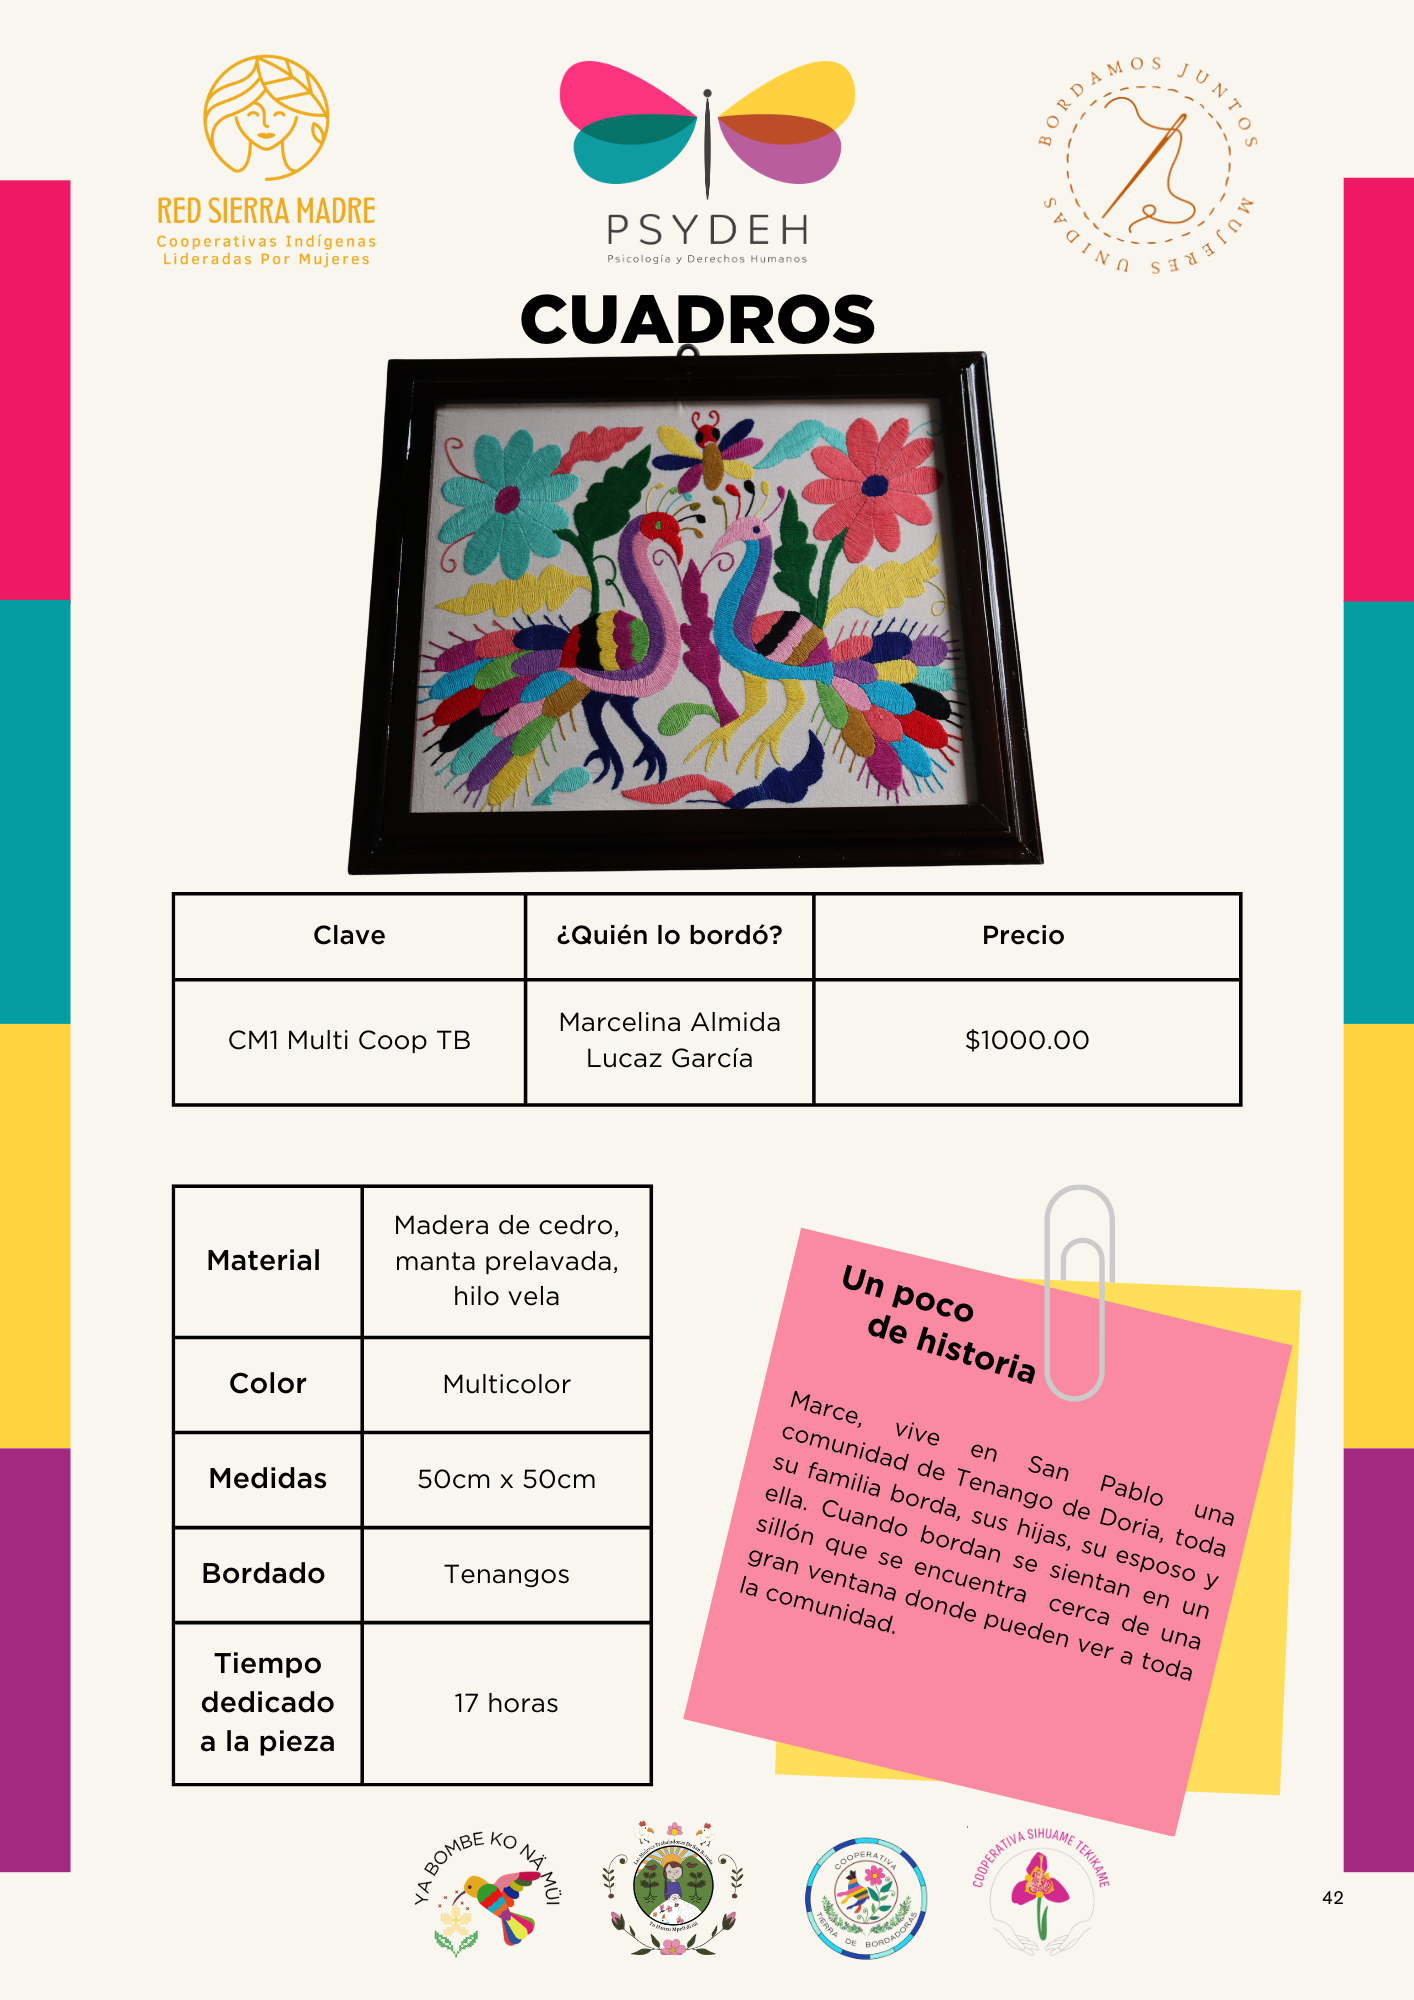 RED SIERRA MADRE
Cooperativas Indígenas
Lideradas Por Mujeres
PSYDEH
Psicología y Derechos Humanos
BORDAMOS JUNTOS
MUJERES UNIDAS
CUADROS
Clave
¿Quién lo bordó?
Precio
CM1 Multi Coop TB
Marcelina Almida
Lucaz García
$1000.00
Material
Madera de cedro,
manta prelavada,
hilo vela
Color
Multicolor
Medidas
50cm x 50cm
Bordado
Tenangos
Tiempo
dedicado
a la pieza
17 horas
Un poco
de historia
Marce, vive en San Pablo una
comunidad de Tenango de Doria, toda
su familia borda, sus hijas, su esposo y
ella. Cuando bordan se sientan en un
sillón que se encuentra cerca de una
gran ventana donde pueden ver a toda
la comunidad.
YA BOMBE KO NÄ MÜI
COOPERATIVA
TIERRA DE BORDADORAS
COOPERATIVA SIHUAME TEKIKAME
42